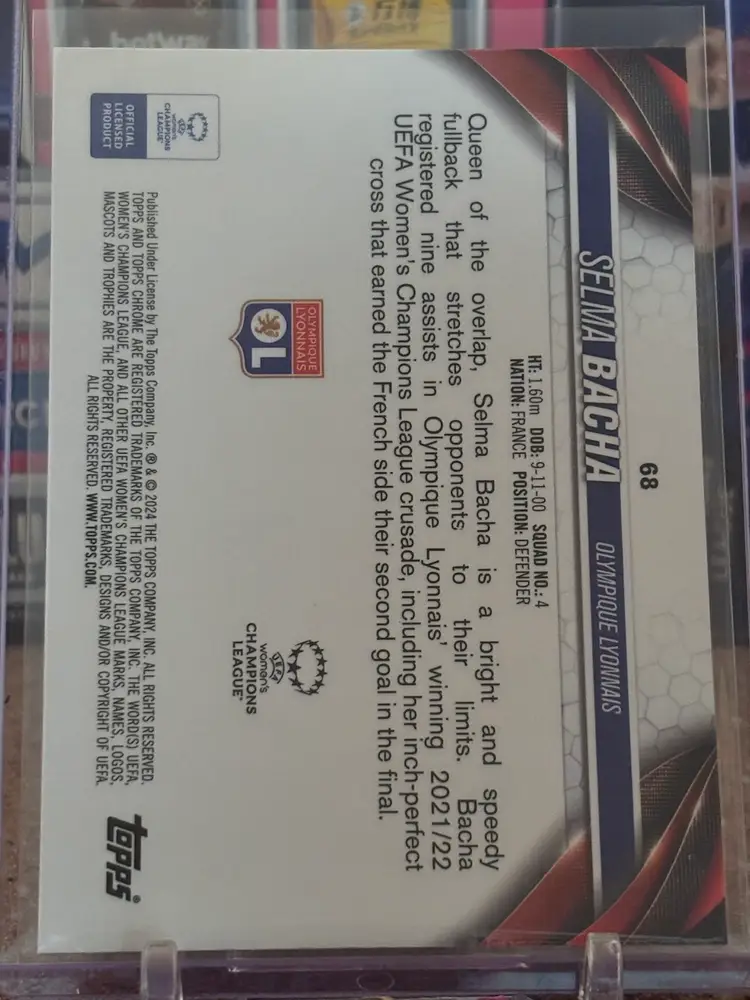 68
SELMA BACHA OLYMPIQUE LYONNAIS
HT: 1.60m DOB: 9-11-00 SQUAD NO.: 4
NATION: FRANCE POSITION: DEFENDER
Queen of the overlap, Selma Bacha is a bright and speedy
fullback that stretches opponents to their limits. Bacha
registered nine assists in Olympique Lyonnais' winning 2021/22
UEFA Women's Champions League crusade, including her inch-perfect
cross that earned the French side their second goal in the final.
OLYMPIQUE
LYONNAIS
OL
UEFA
women's
CHAMPIONS
LEAGUE
UEFA
women's
CHAMPIONS
LEAGUE
OFFICIAL
LICENSED
PRODUCT
Published Under License by The Topps Company, Inc. ® & © 2024 THE TOPPS COMPANY, INC. ALL RIGHTS RESERVED.
TOPPS AND TOPPS CHROME ARE REGISTERED TRADEMARKS OF THE TOPPS COMPANY, INC. THE WORD(S) UEFA,
WOMEN'S CHAMPIONS LEAGUE, AND ALL OTHER UEFA WOMEN'S CHAMPIONS LEAGUE MARKS, NAMES, LOGOS,
MASCOTS AND TROPHIES ARE THE PROPERTY, REGISTERED TRADEMARKS, DESIGNS AND/OR COPYRIGHT OF UEFA.
ALL RIGHTS RESERVED. WWW.TOPPS.COM.
topps®
betway